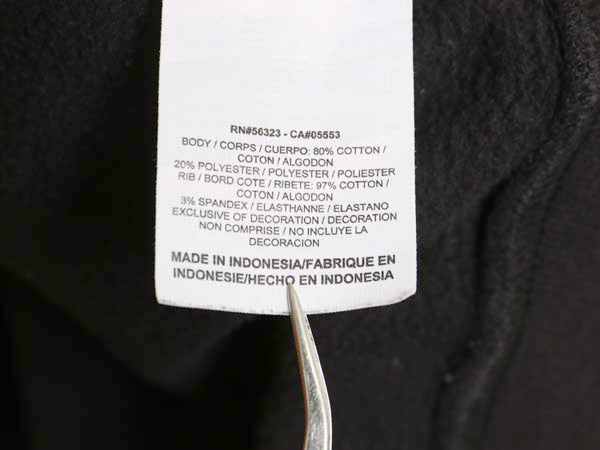 RN#56323 - CA#05553
BODY / CORPS / CUERPO: 80% COTTON /
COTON / ALGODON
20% POLYESTER / POLYESTER / POLIESTER
RIB / BORD COTE / RIBETE: 97% COTTON /
COTON / ALGODON
3% SPANDEX / ELASTHANNE / ELASTANO
EXCLUSIVE OF DECORATION / DECORATION
NON COMPRISE / NO INCLUYE LA
DECORACION
MADE IN INDONESIA/FABRIQUE EN
INDONESIE/HECHO EN INDONESIA